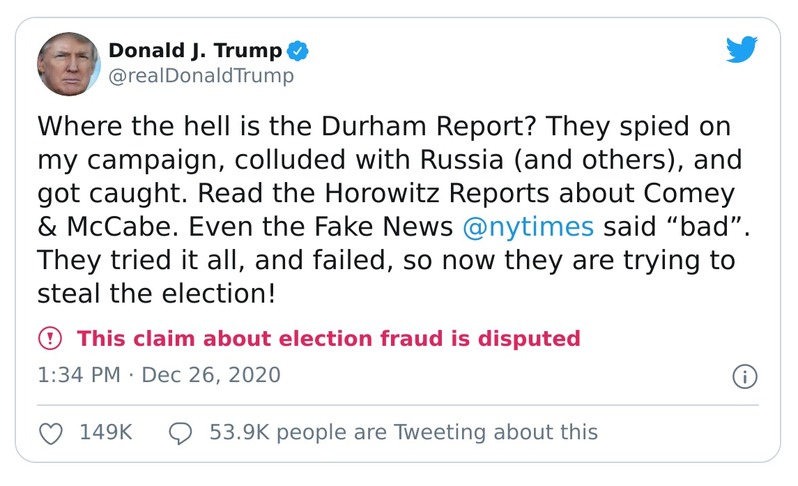 Donald J. Trump
@realDonaldTrump
Where the hell is the Durham Report? They spied on
my campaign, colluded with Russia (and others), and
got caught. Read the Horowitz Reports about Comey
& McCabe. Even the Fake News @nytimes said “bad”.
They tried it all, and failed, so now they are trying to
steal the election!
This claim about election fraud is disputed
1:34 PM · Dec 26, 2020
149K 53.9K people are Tweeting about this